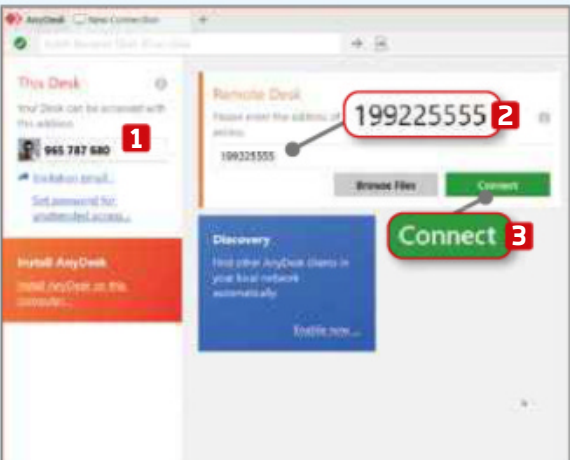 AnyDesk New Connection +
This Desk
Your Desk can be accessed with
this address.
1
965 787 680
Invitation email...
Set password for
unattended access...
Install AnyDesk
Install AnyDesk on this
computer...
Remote Desk
Please enter the address of
access.
199225555 2
199225555
Browse Files
Connect
Connect 3
Discovery
Find other AnyDesk clients in
your local network
automatically.
Enable now...